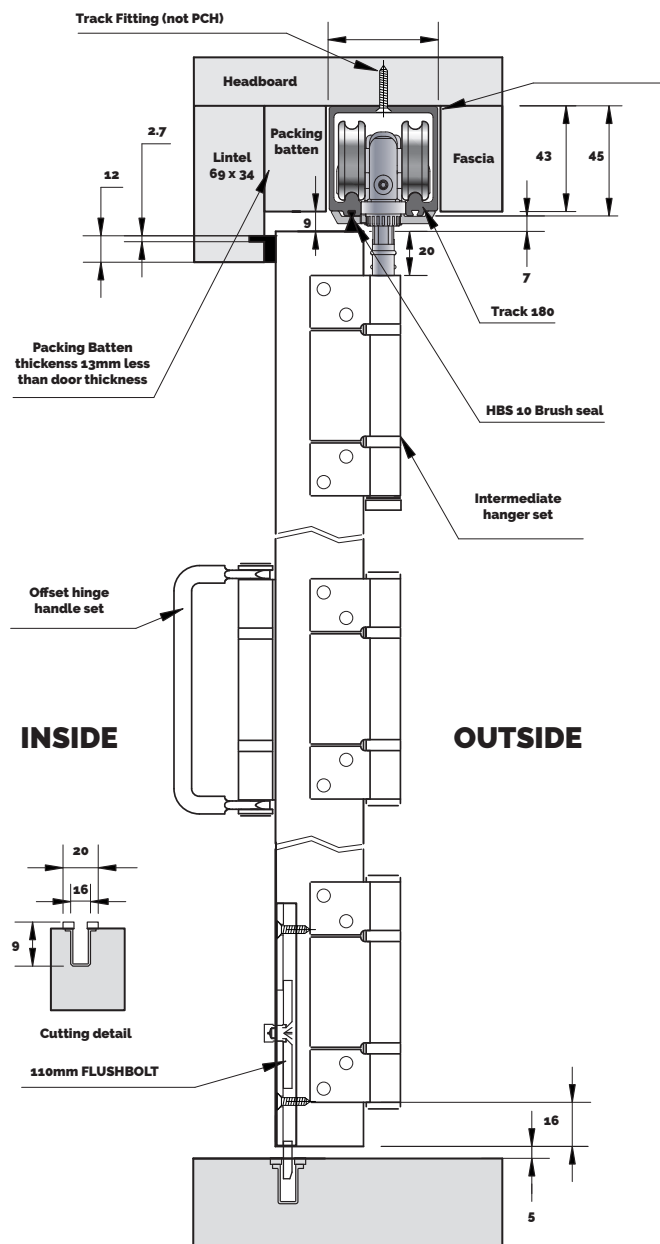 Track Fitting (not PCH)
Headboard
2.7
12
Lintel
69 x 34
Packing
batten
Fascia
43
45
9
20
7
Track 180
Packing Batten
thickenss 13mm less
than door thickness
HBS 10 Brush seal
Intermediate
hanger set
Offset hinge
handle set
INSIDE
OUTSIDE
20
16
9
Cutting detail
110mm FLUSHBOLT
16
5